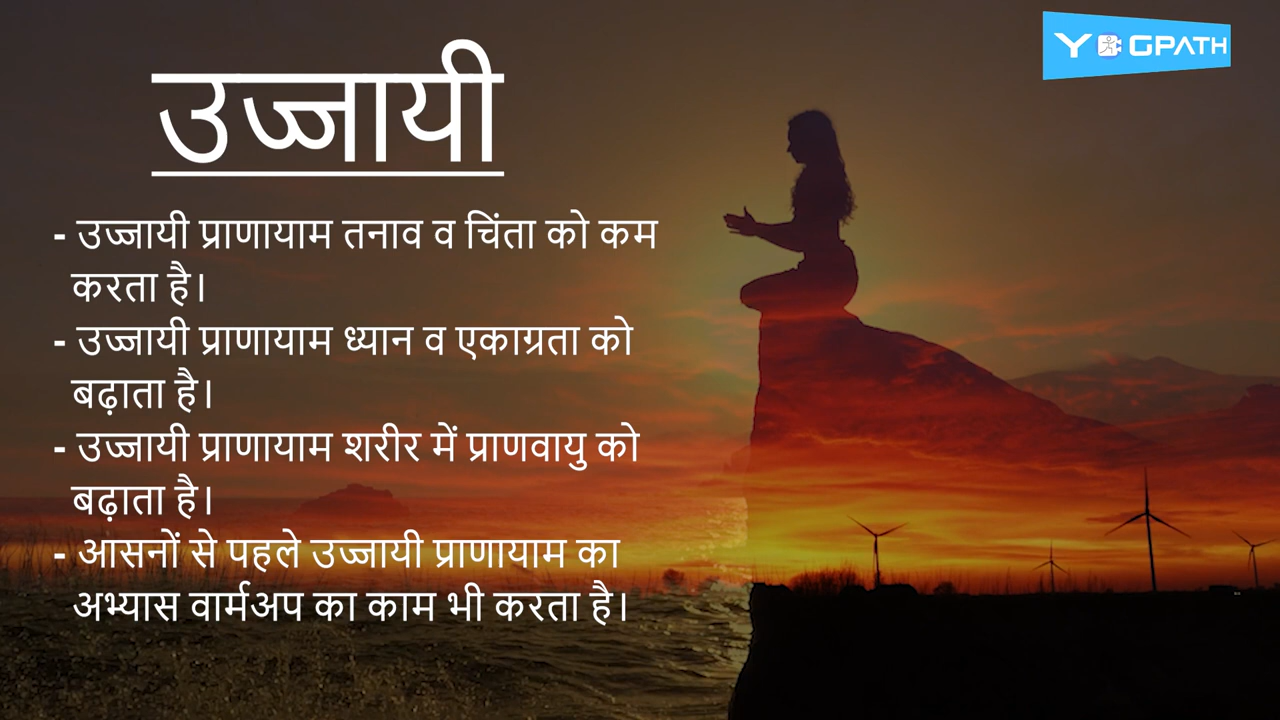 YOGPATH
उज्जायी
- उज्जायी प्राणायाम तनाव व चिंता को कम
करता है।
- उज्जायी प्राणायाम ध्यान व एकाग्रता को
बढ़ाता है।
- उज्जायी प्राणायाम शरीर में प्राणवायु को
बढ़ाता है।
- आसनों से पहले उज्जायी प्राणायाम का
अभ्यास वार्मअप का काम भी करता है।